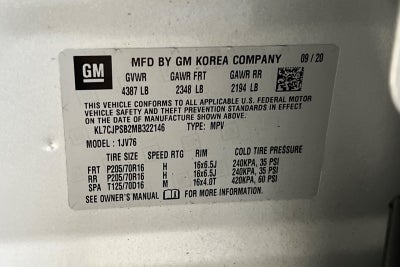 GM
MFD BY GM KOREA COMPANY 09 / 20
GVWR GAWR FRT GAWR RR
4387 LB 2348 LB 2194 LB
THIS VEHICLE CONFORMS TO ALL APPLICABLE U.S. FEDERAL MOTOR
VEHICLE SAFETY AND THEFT PREVENTION STANDARDS IN EFFECT
ON THE DATE OF MANUFACTURE SHOWN ABOVE.
KL7CJPSB2MB322146 TYPE: MPV
MODEL : 1JV76
TIRE SIZE SPEED RTG RIM COLD TIRE PRESSURE
FRT P205/70R16 H 16x6.5J 240KPA, 35 PSI
RR P205/70R16 H 16x6.5J 240KPA, 35 PSI
SPA T125/70D16 M 16x4.0T 420KPA, 60 PSI
SEE OWNER'S MANUAL FOR MORE INFORMATION.